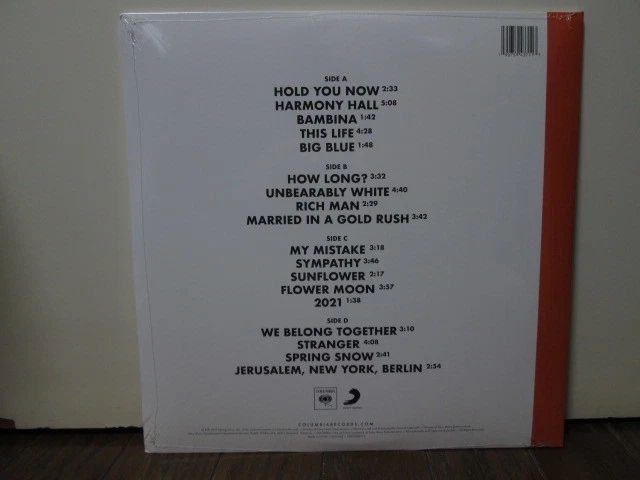 SIDE A
HOLD YOU NOW 2:33
HARMONY HALL 5:08
BAMBINA 1:42
THIS LIFE 4:28
BIG BLUE 1:48
SIDE B
HOW LONG? 3:32
UNBEARABLY WHITE 4:40
RICH MAN 2:29
MARRIED IN A GOLD RUSH 3:42
SIDE C
MY MISTAKE 3:18
SYMPATHY 3:46
SUNFLOWER 2:17
FLOWER MOON 3:57
2021 1:38
SIDE D
WE BELONG TOGETHER 3:10
STRANGER 4:08
SPRING SNOW 2:41
JERUSALEM, NEW YORK, BERLIN 2:54
COLUMBIARECORDS.COM